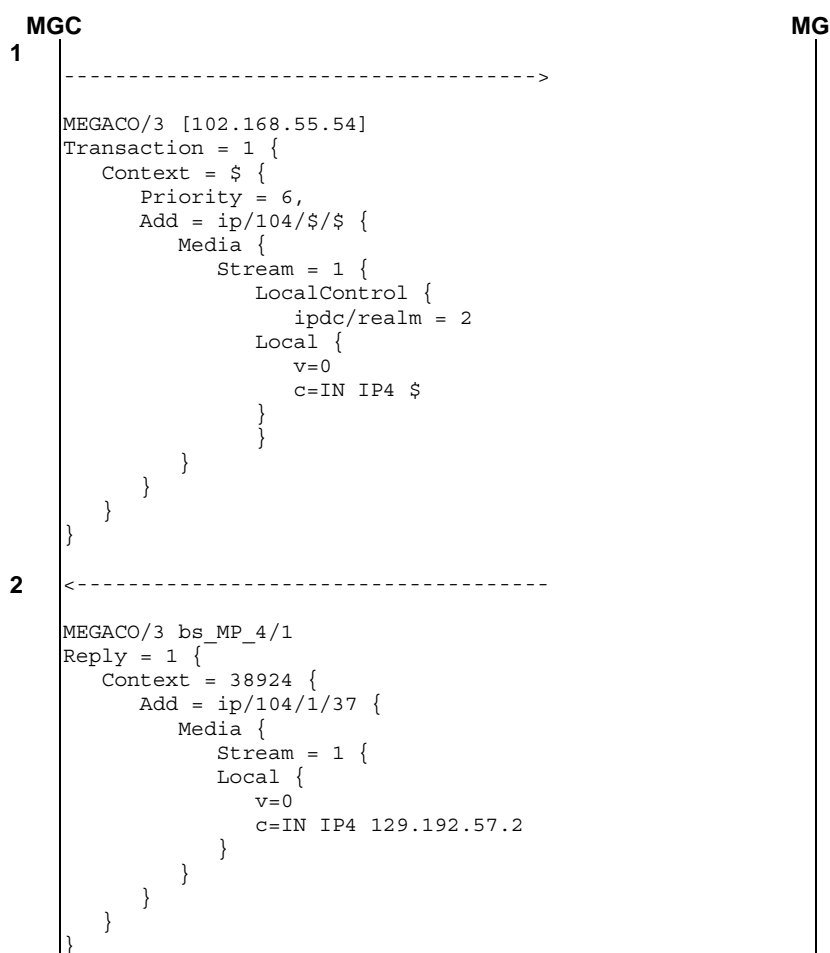 MGC MG
1
------------------------------------->
MEGACO/3 [102.168.55.54]
Transaction = 1 {
Context = $ {
Priority = 6,
Add = ip/104/$/$ {
Media {
Stream = 1 {
LocalControl {
ipdc/realm = 2
Local {
v=0
c=IN IP4 $
}
}
}
}
}
}
2 <-------------------------------------
MEGACO/3 bs_MP_4/1
Reply = 1 {
Context = 38924 {
Add = ip/104/1/37 {
Media {
Stream = 1 {
Local {
v=0
c=IN IP4 129.192.57.2
}
}
}
}
}